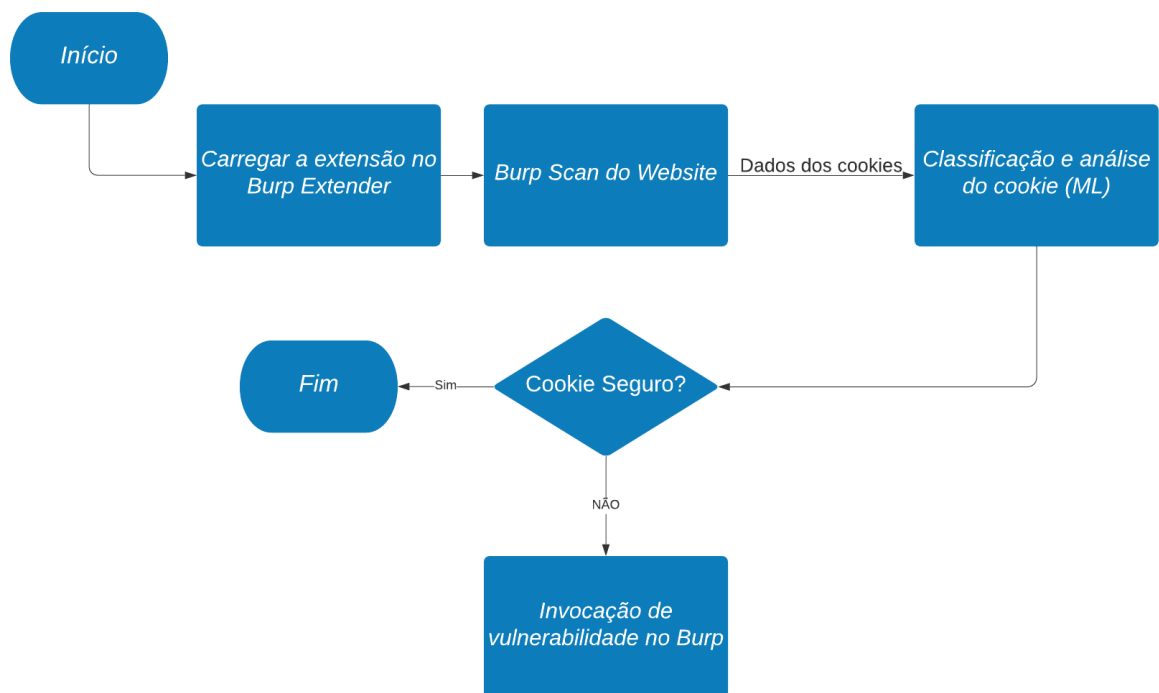 Início
Carregar a extensão no
Burp Extender
Burp Scan do Website
Dados dos cookies
Classificação e análise
do cookie (ML)
Fim
Sim
Cookie Seguro?
NÃO
Invocação de
vulnerabilidade no Burp